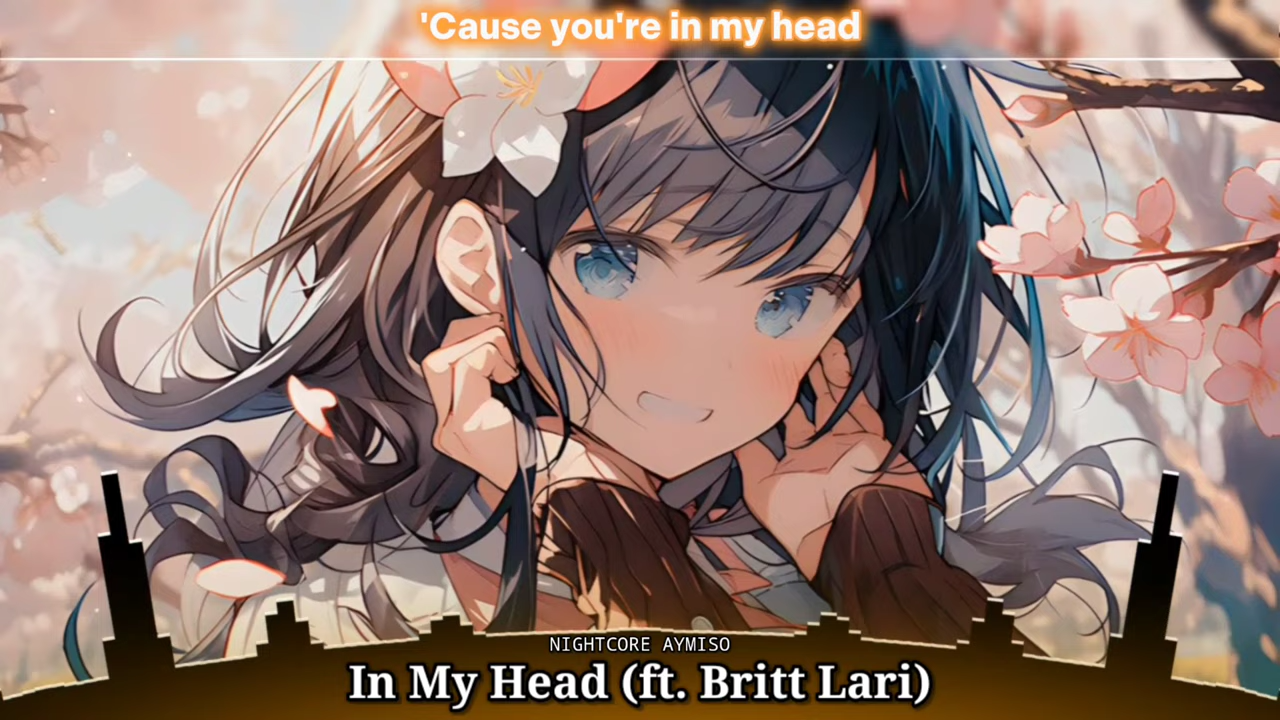 'Cause you're in my head
NIGHTCORE AYMISO
In My Head (ft. Britt Lari)